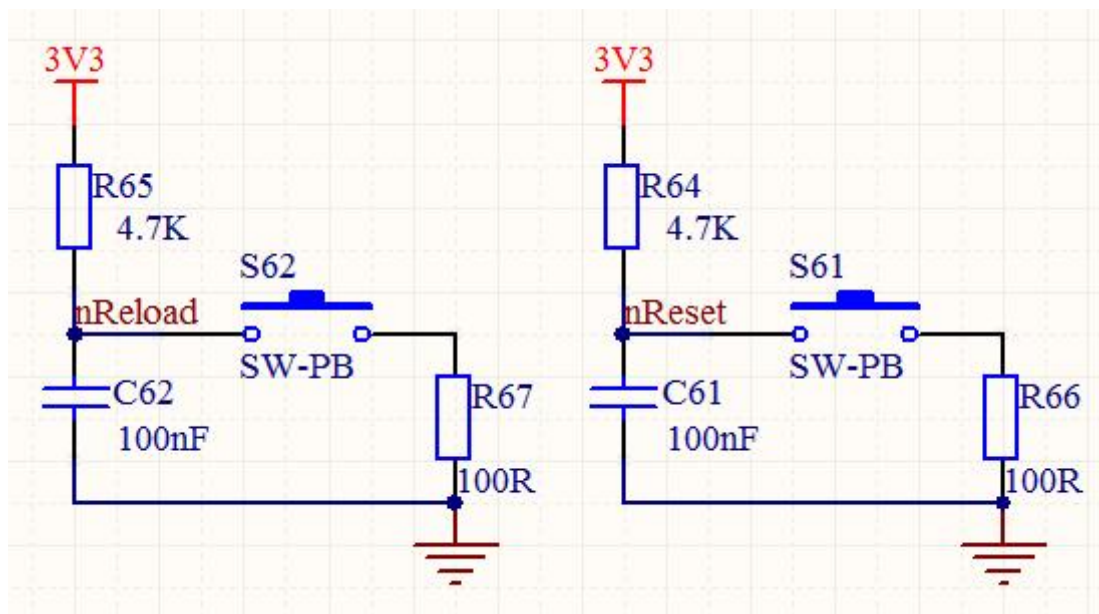 3V3
R65
4.7K
S62
nReload
SW-PB
C62
100nF
R67
100R
3V3
R64
4.7K
S61
nReset
SW-PB
C61
100nF
R66
100R